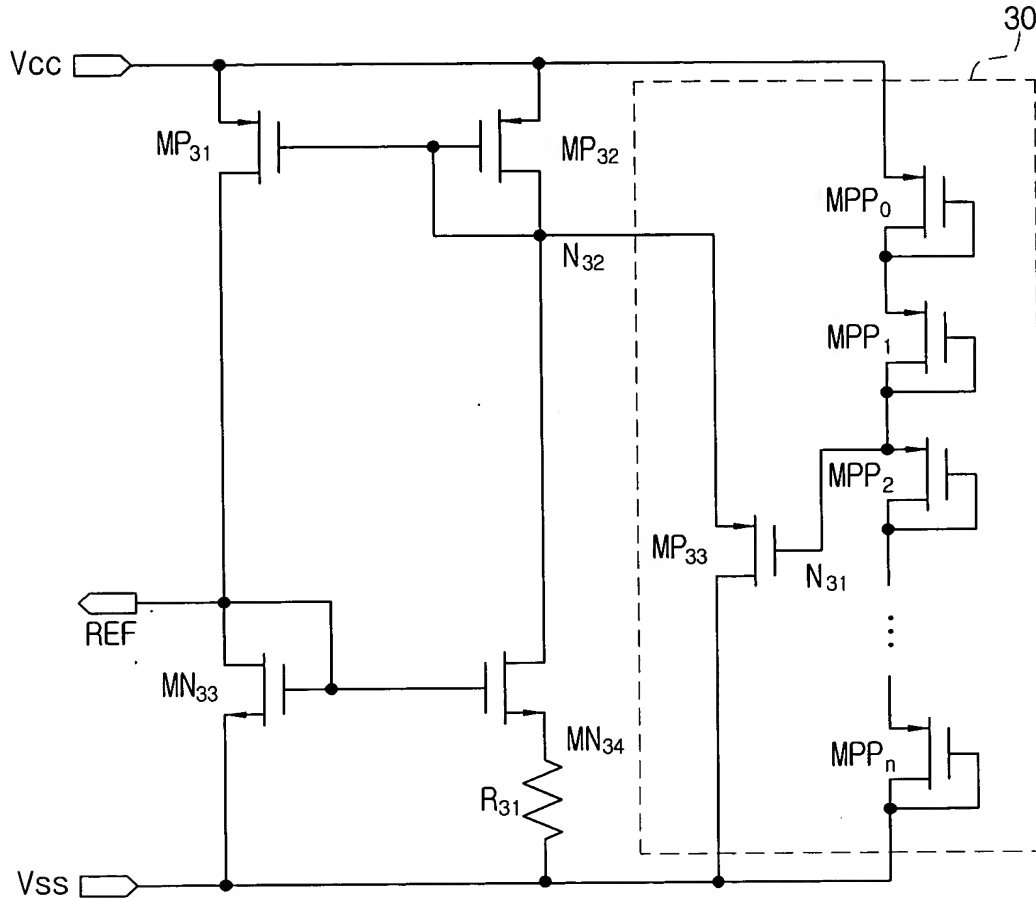 30
Vcc
MP31
MP32
MPP0
N32
MPP1
MPP2
MP33
N31
REF
...
MN33
MN34
MPPn
R31
Vss